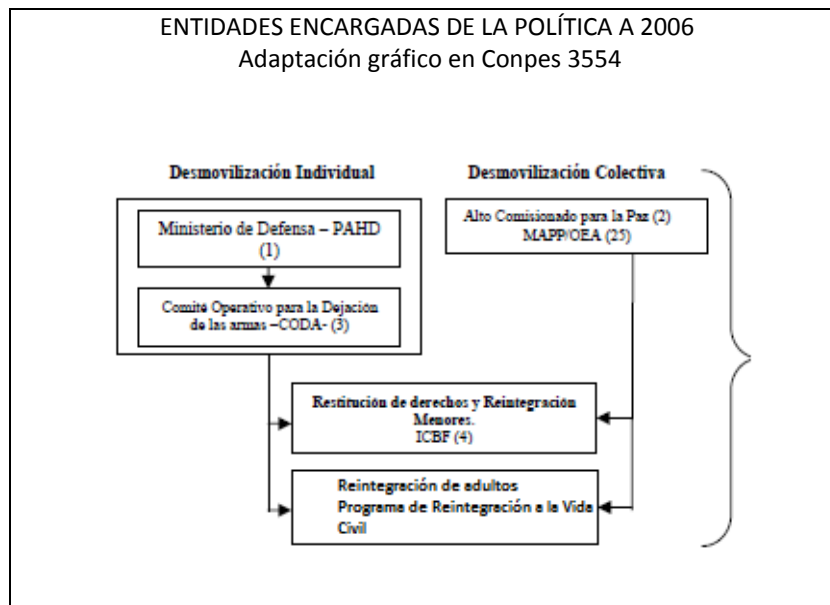 ENTIDADES ENCARGADAS DE LA POLÍTICA A 2006
Adaptación gráfico en Conpes 3554
Desmovilización Individual
Ministerio de Defensa – PAHD
(1)
Comité Operativo para la Dejación
de las armas –CODA- (3)
Desmovilización Colectiva
Alto Comisionado para la Paz (2)
MAPP/OEA (25)
Restitución de derechos y Reintegración
Menores.
ICBF (4)
Reintegración de adultos
Programa de Reintegración a la Vida
Civil